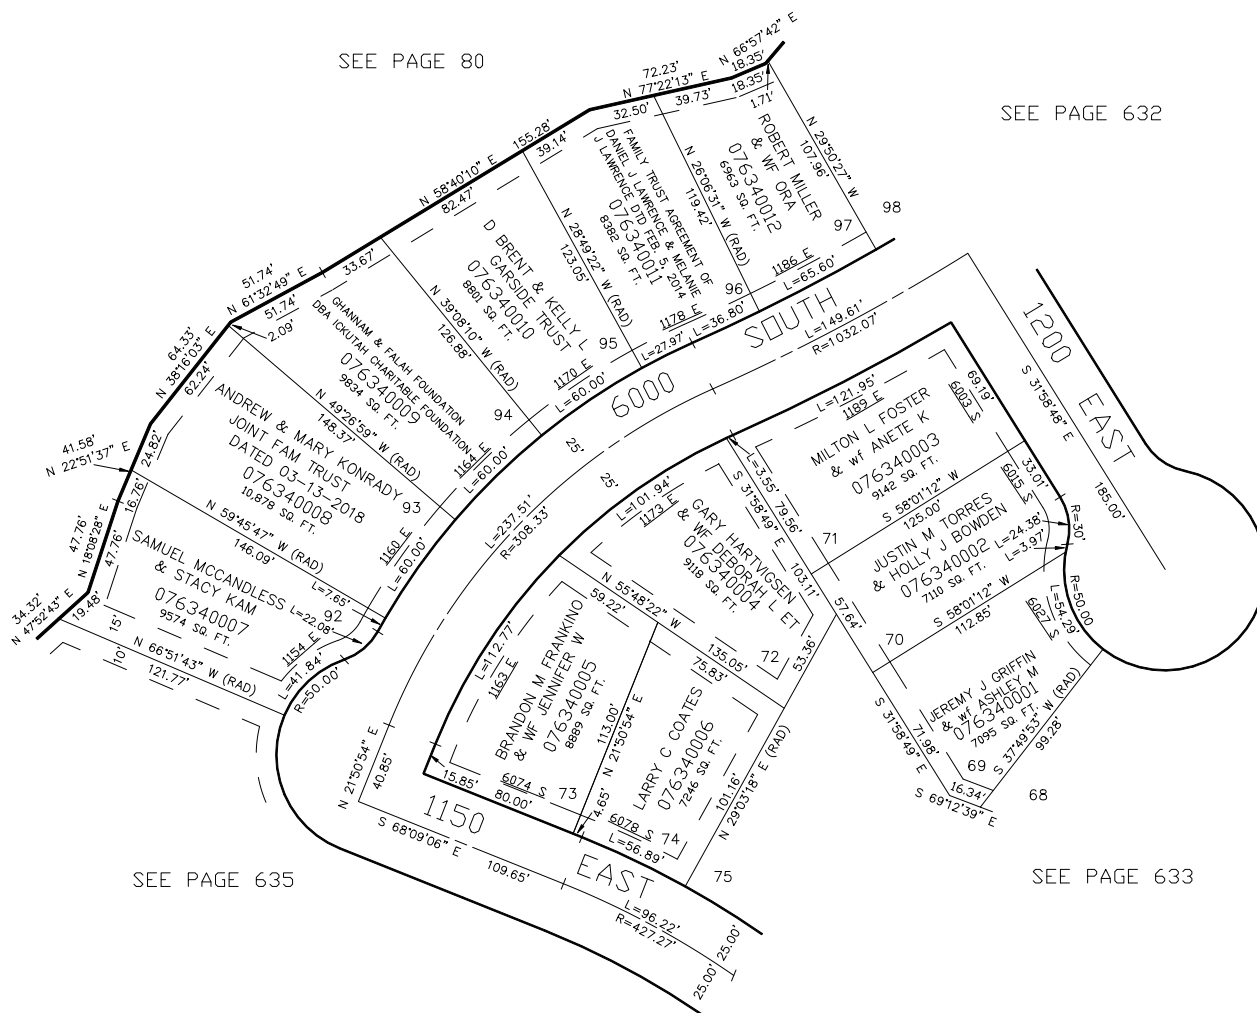 SEE PAGE 80
SEE PAGE 632
SEE PAGE 635
SEE PAGE 633
34.32'
N 47°52'43" E
47.76'
N 18°08'28" E
47.76'
41.58'
N 22°51'37" E
16.76'
24.82'
64.33'
N 38°16'03" E
62.24'
51.74'
N 61°32'49" E
51.74'
2.09'
33.67'
N 58°40'10" E
155.28'
82.47'
39.14'
72.23'
N 77°22'13" E
32.50'
39.73'
N 66°57'42" E
18.35'
18.35'
1.71'
ROBERT MILLER
& WF ORA
076340012
6963 SQ. FT.
N 29°50'27" W
107.96'
97
98
1186 E
L=65.60'
FAMILY TRUST AGREEMENT OF
DANIEL J LAWRENCE & MELANIE
J LAWRENCE DTD FEB. 5, 2014
076340011
8382 SQ. FT.
N 26°06'31" W (RAD)
119.42'
96
1178 E
L=36.80'
L=27.97'
D BRENT & KELLY L
GARSIDE TRUST
076340010
8801 SQ. FT.
N 28°49'22" W (RAD)
123.05'
95
1170 E
L=60.00'
GHANNAM & FALAH FOUNDATION
DBA ICKUTAH CHARITABLE FOUNDATION
076340009
9834 SQ. FT.
N 39°08'10" W (RAD)
126.88'
94
1164 E
L=60.00'
ANDREW & MARY KONRADY
JOINT FAM TRUST
DATED 03-13-2018
076340008
10,878 SQ. FT.
N 49°26'59" W (RAD)
148.37'
93
1160 E
L=60.00'
SAMUEL MCCANDLESS
& STACY KAM
076340007
9574 SQ. FT.
N 59°45'47" W (RAD)
146.09'
L=7.65'
L=22.08'
92
1154 E
L=41.84'
R=50.00'
19.48'
15'
10'
N 66°51'43" W (RAD)
121.77'
6000
SOUTH
L=149.61'
R=1032.07'
25'
25'
L=237.51'
R=308.33'
N 21°50'54" E
40.85'
1150
EAST
S 68°09'06" E
109.65'
L=96.22'
R=427.27'
25.00'
25.00'
1200
EAST
S 31°58'48" E
185.00'
MILTON L FOSTER
& wf ANETE K
076340003
9142 SQ. FT.
L=121.95'
1189 E
69.19'
6003 S
S 58°01'12" W
125.00'
L=3.55'
79.56'
S 31°58'49" E
103.11'
71
JUSTIN M TORRES
& HOLLY J BOWDEN
076340002
7110 SQ. FT.
33.01'
6015 S
L=24.38'
L=3.97'
R=30'
S 58°01'12" W
112.85'
57.64'
70
JEREMY J GRIFFIN
& wf ASHLEY M
076340001
7095 SQ. FT.
6027 S
R=50.00
L=54.29'
S 37°49'53" W (RAD)
99.28'
S 31°58'49" E
71.98'
69
16.34'
S 69°12'39" E
68
GARY HARTVIGSEN
& WF DEBORAH L ET
076340004
9118 SQ. FT.
L=101.94'
1173 E
N 55°48'22" W
135.05'
59.22'
75.83'
72
53.36'
BRANDON M FRANKINO
& WF JENNIFER W
076340005
8889 SQ. FT.
L=112.77'
1163 E
N 21°50'54" E
113.00'
15.85'
6074 S
80.00'
73
4.65'
LARRY C COATES
076340006
7246 SQ. FT.
101.16'
N 29°03'18" E (RAD)
6078 S
74
L=56.89'
75